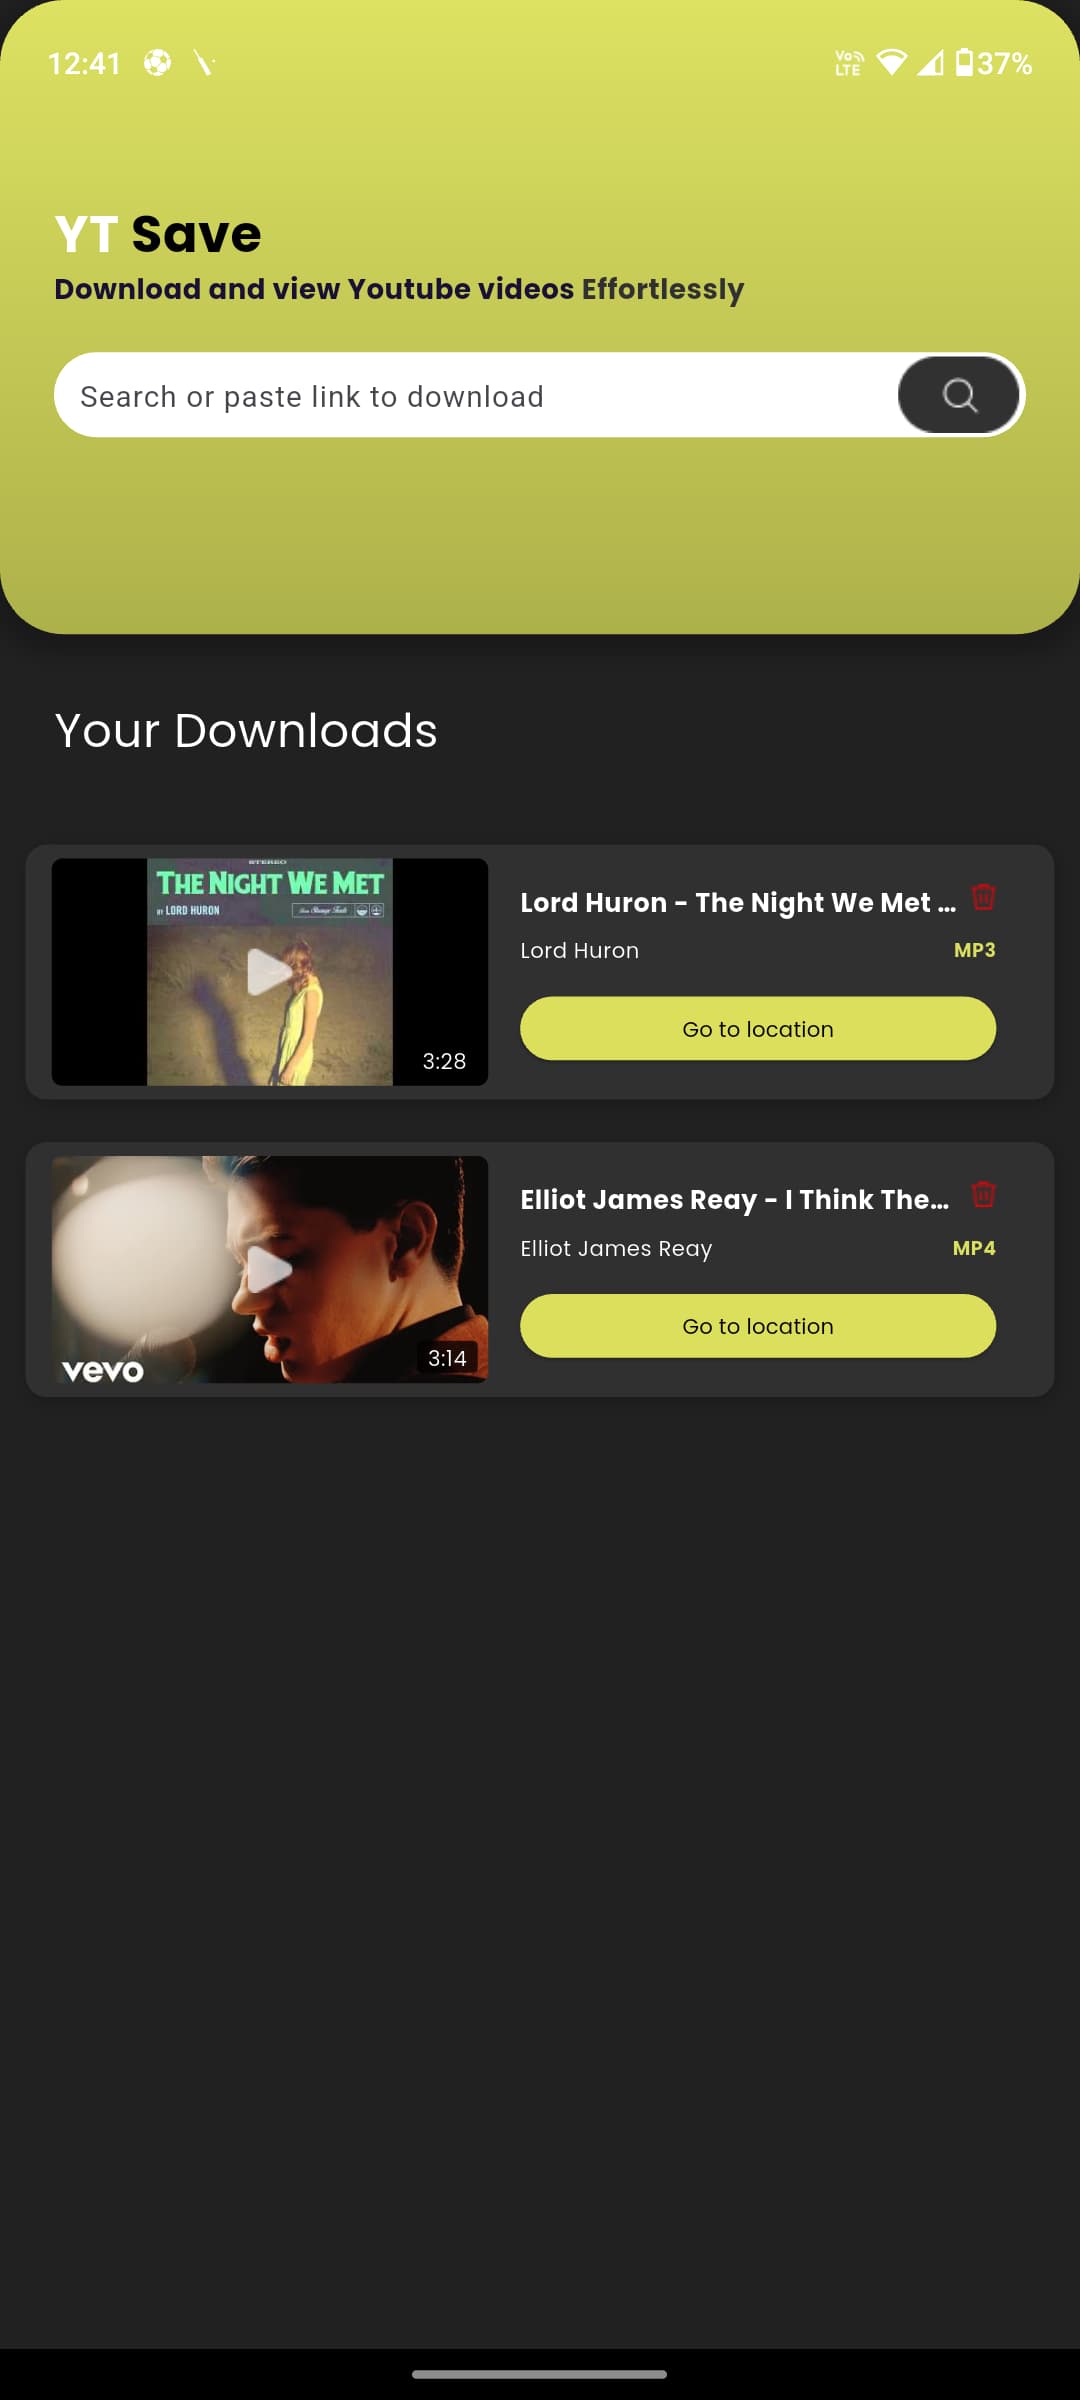 12:41
Vo LTE 37%
YT Save
Download and view Youtube videos Effortlessly
Search or paste link to download
Your Downloads
STEREO
THE NIGHT WE MET
BY LORD HURON
3:28
Lord Huron - The Night We Met ...
Lord Huron MP3
Go to location
vevo
3:14
Elliot James Reay - I Think The...
Elliot James Reay MP4
Go to location